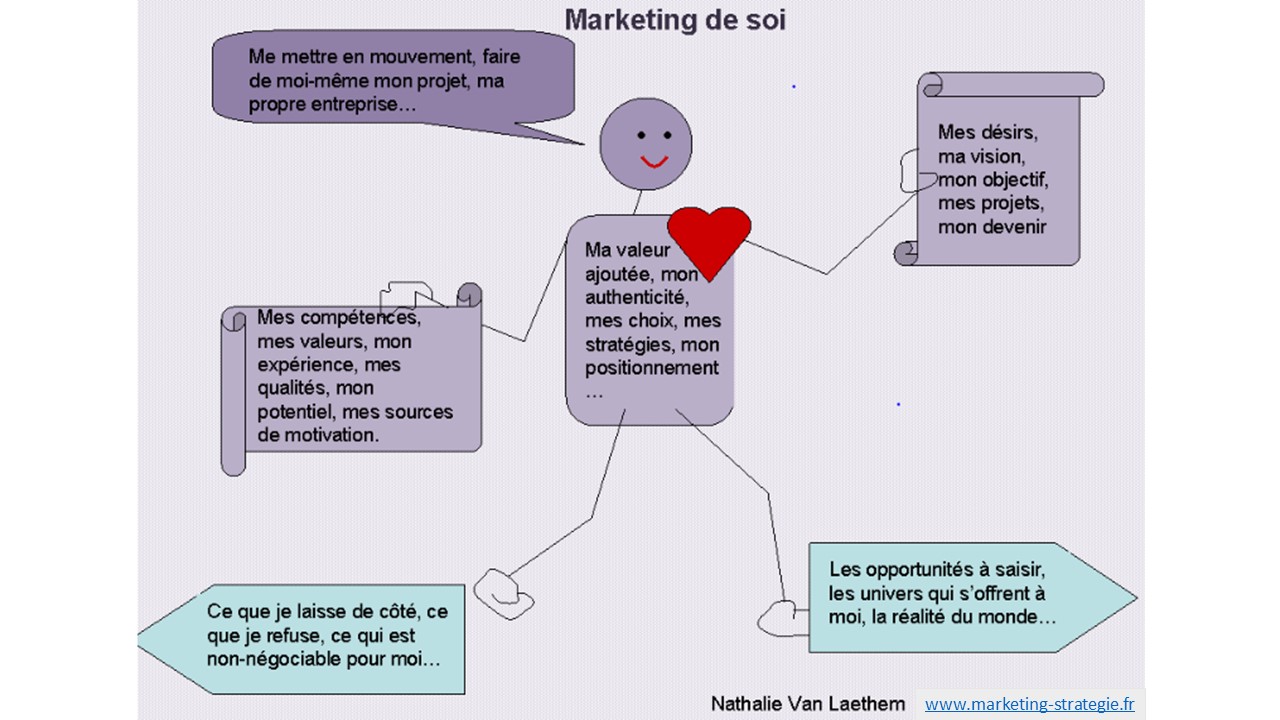 Marketing de soi
Me mettre en mouvement, faire
de moi-même mon projet, ma
propre entreprise…
Mes désirs,
ma vision,
mon objectif,
mes projets,
mon devenir
Ma valeur
ajoutée, mon
authenticité,
mes choix, mes
stratégies, mon
positionnement
…
Mes compétences,
mes valeurs, mon
expérience, mes
qualités, mon
potentiel, mes sources
de motivation.
Ce que je laisse de côté, ce
que je refuse, ce qui est
non-négociable pour moi…
Les opportunités à saisir,
les univers qui s’offrent à
moi, la réalité du monde…
Nathalie Van Laethem
www.marketing-strategie.fr